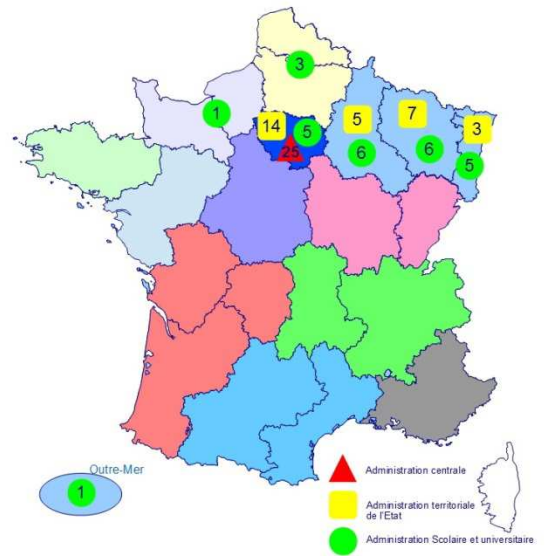 3
1
14
5
25
5
6
7
6
3
5
Outre-Mer
1
Administration centrale
Administration territoriale
de l'Etat
Administration Scolaire et universitaire